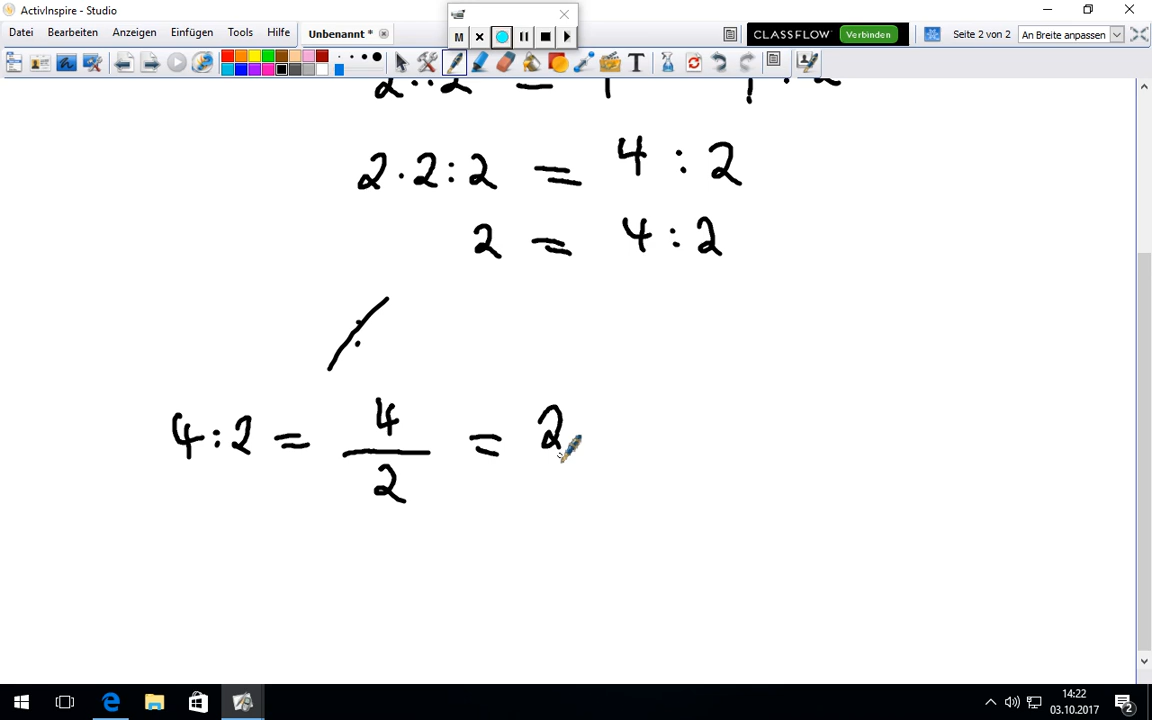 ActivInspire - Studio
Datei Bearbeiten Anzeigen Einfügen Tools Hilfe Unbenannt *
M
CLASSFLOW Verbinden Seite 2 von 2 An Breite anpassen
T
2 · 2 : 2 = 4 : 2
2 = 4 : 2
:
/
4 : 2 = 4/2 = 2
14:22
03.10.2017
2